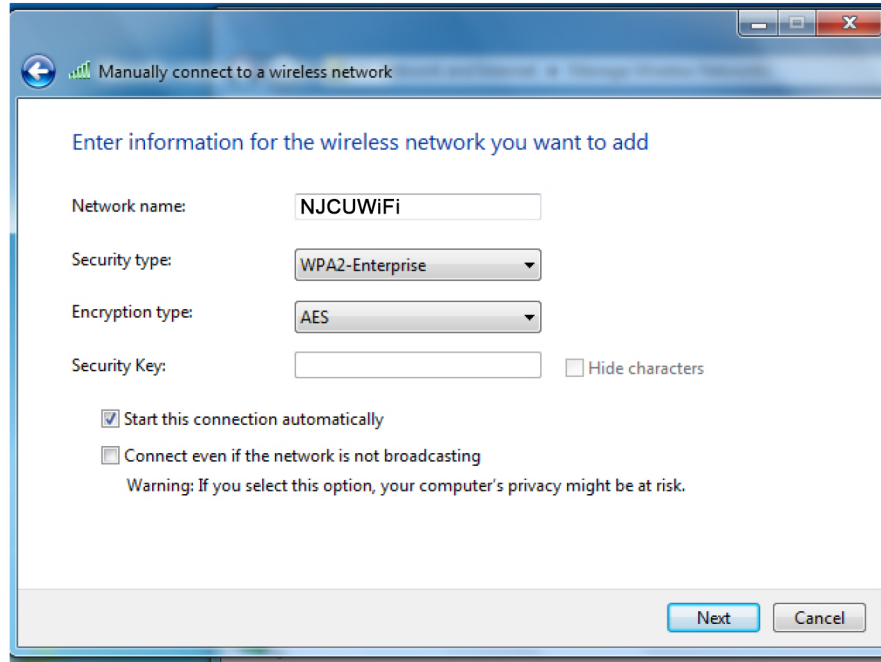 Manually connect to a wireless network
Enter information for the wireless network you want to add
Network name: NJCUWiFi
Security type: WPA2-Enterprise
Encryption type: AES
Security Key: Hide characters
Start this connection automatically
Connect even if the network is not broadcasting
Warning: If you select this option, your computer's privacy might be at risk.
Next Cancel